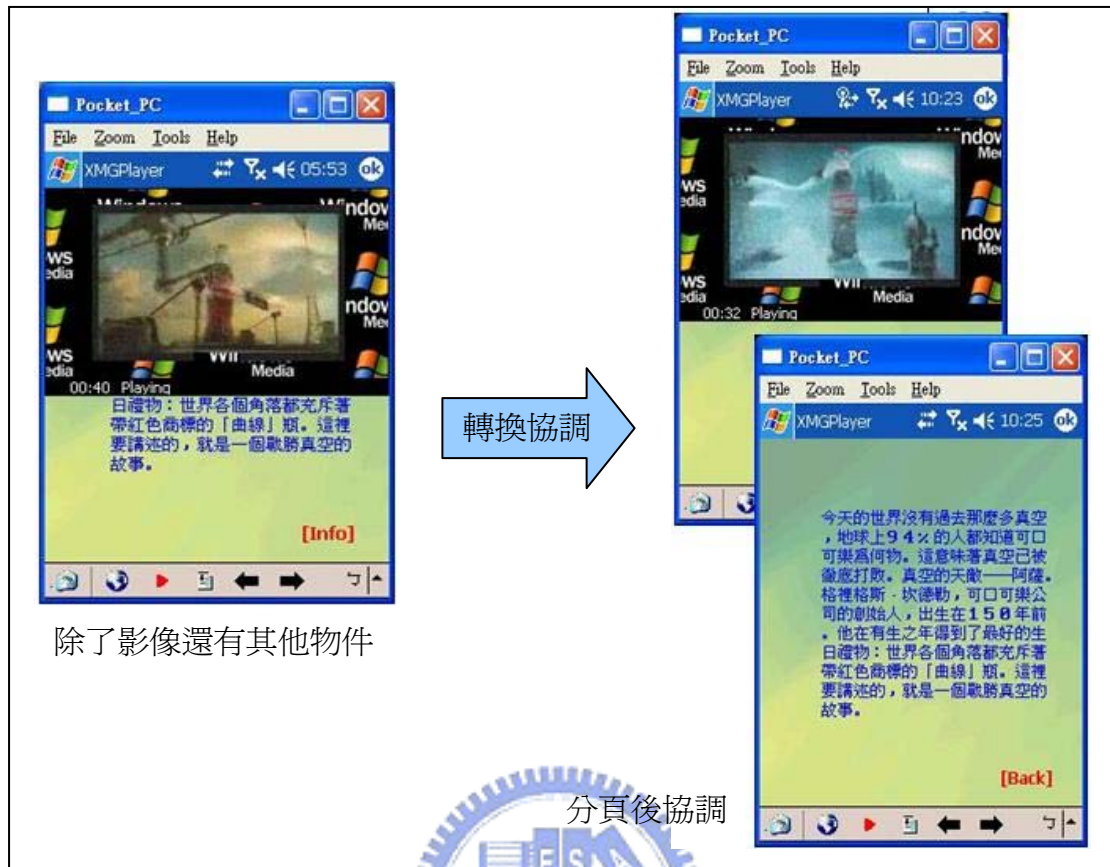 Pocket_PC
File Zoom Tools Help
XMGPlayer 05:53 ok
Windows
Media
00:40 Playing
日禮物：世界各個角落都充斥著
帶紅色商標的「曲線」瓶。這裡
要講述的，就是一個戰勝真空的
故事。
[Info]
ㄅ
除了影像還有其他物件
轉換協調
Pocket_PC
File Zoom Tools Help
XMGPlayer 10:23 ok
Media
00:32 Playing
Pocket_PC
File Zoom Tools Help
XMGPlayer 10:25 ok
今天的世界沒有過去那麼多真空
，地球上94%的人都知道可口
可樂為何物。這意味著真空已被
徹底打敗。真空的天敵——阿薩。
格裡格斯．坎德勒，可口可樂公
司的創始人，出生在150年前
。他在有生之年得到了最好的生
日禮物：世界各個角落都充斥著
帶紅色商標的「曲線」瓶。這裡
要講述的，就是一個戰勝真空的
故事。
[Back]
ㄅ
分頁後協調